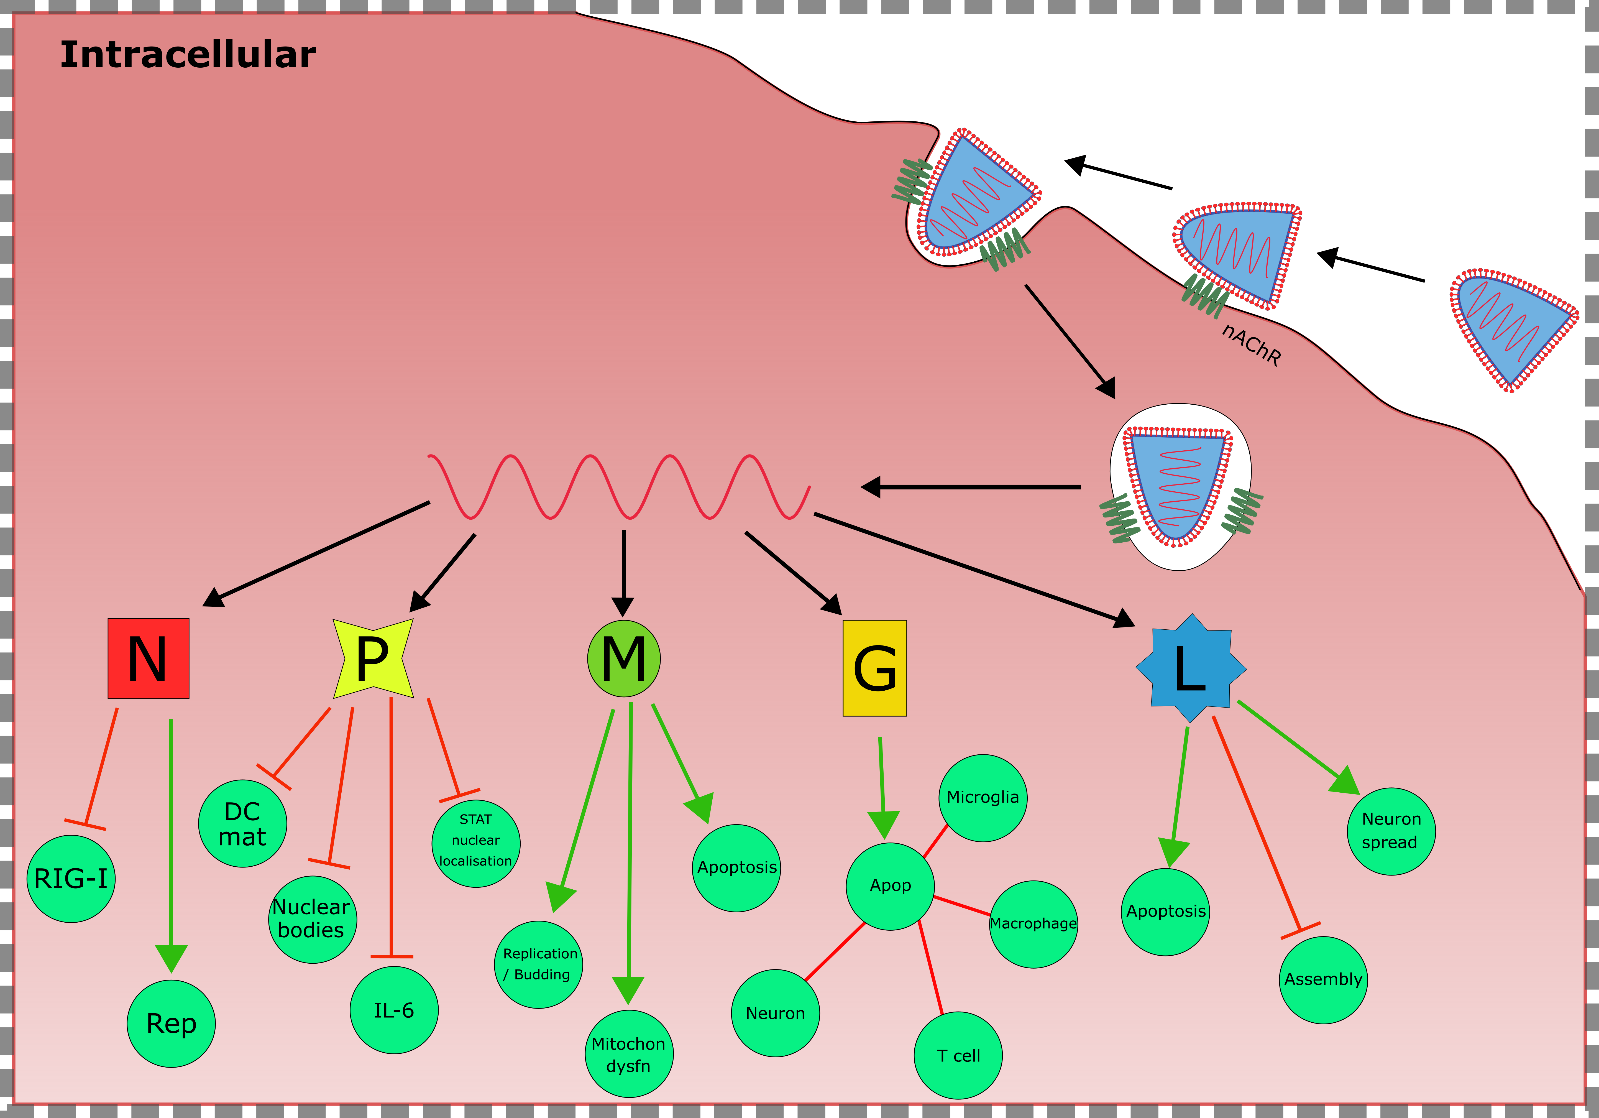 Intracellular
nAChR
N
P
M
G
L
RIG-I
Rep
DC
mat
Nuclear
bodies
IL-6
STAT
nuclear
localisation
Replication
/ Budding
Mitochon
dysfn
Apoptosis
Apop
Microglia
Macrophage
Neuron
T cell
Apoptosis
Assembly
Neuron
spread